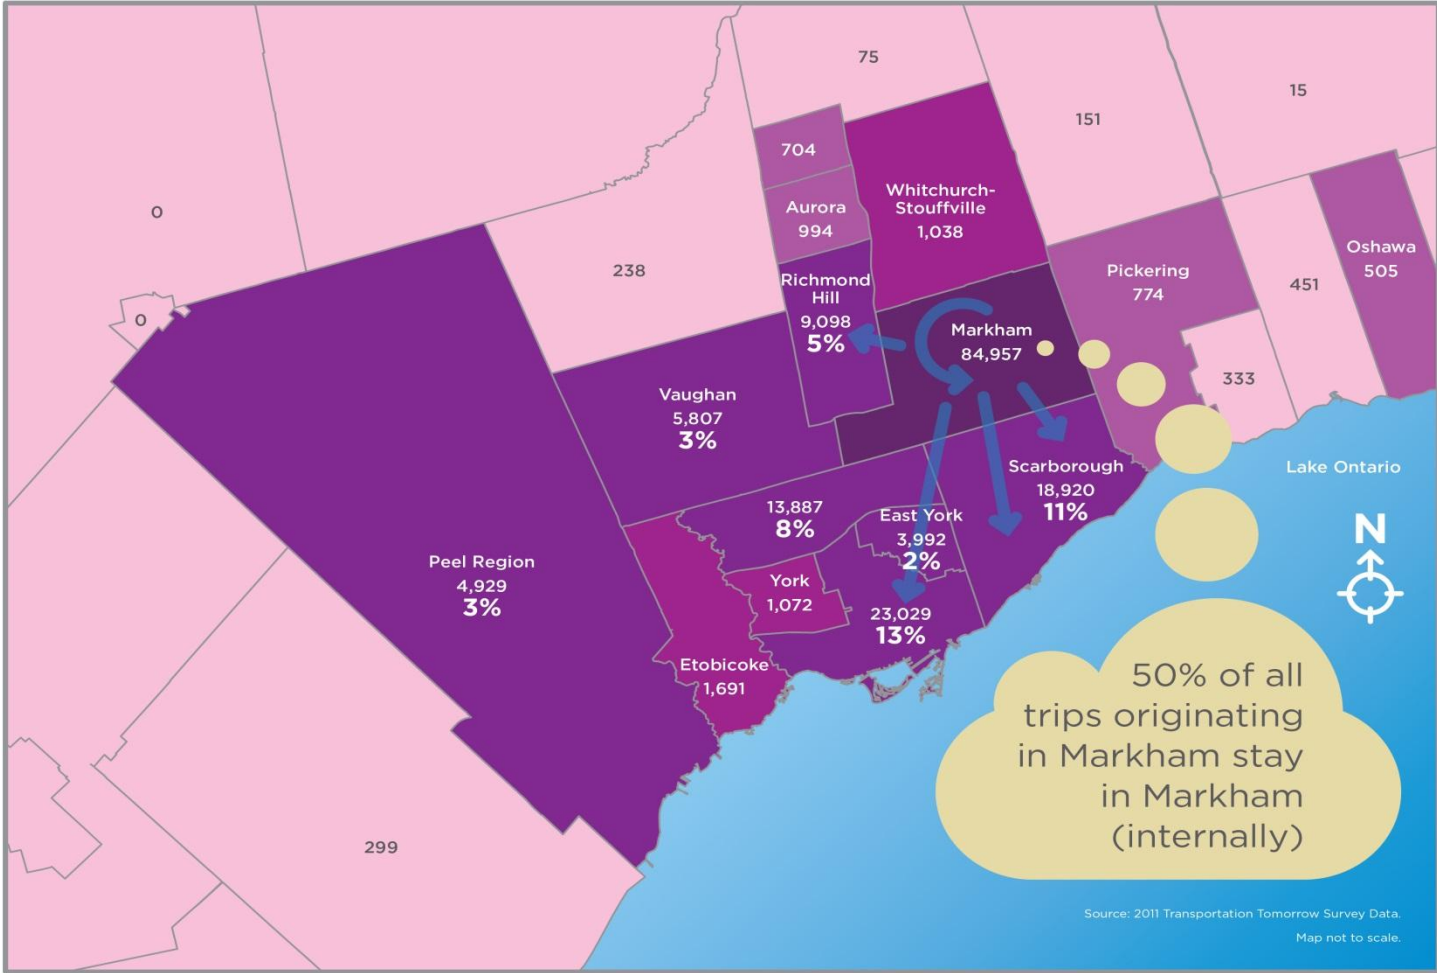 75
15
151
704
Whitchurch-
Stouffville
1,038
Aurora
994
0
238
Richmond
Hill
9,098
5%
Pickering
774
Oshawa
505
451
0
Markham
84,957
333
Vaughan
5,807
3%
Scarborough
18,920
11%
Lake Ontario
13,887
8%
East York
3,992
2%
N
Peel Region
4,929
3%
York
1,072
23,029
13%
Etobicoke
1,691
50% of all
trips originating
in Markham stay
in Markham
(internally)
299
Source: 2011 Transportation Tomorrow Survey Data.
Map not to scale.